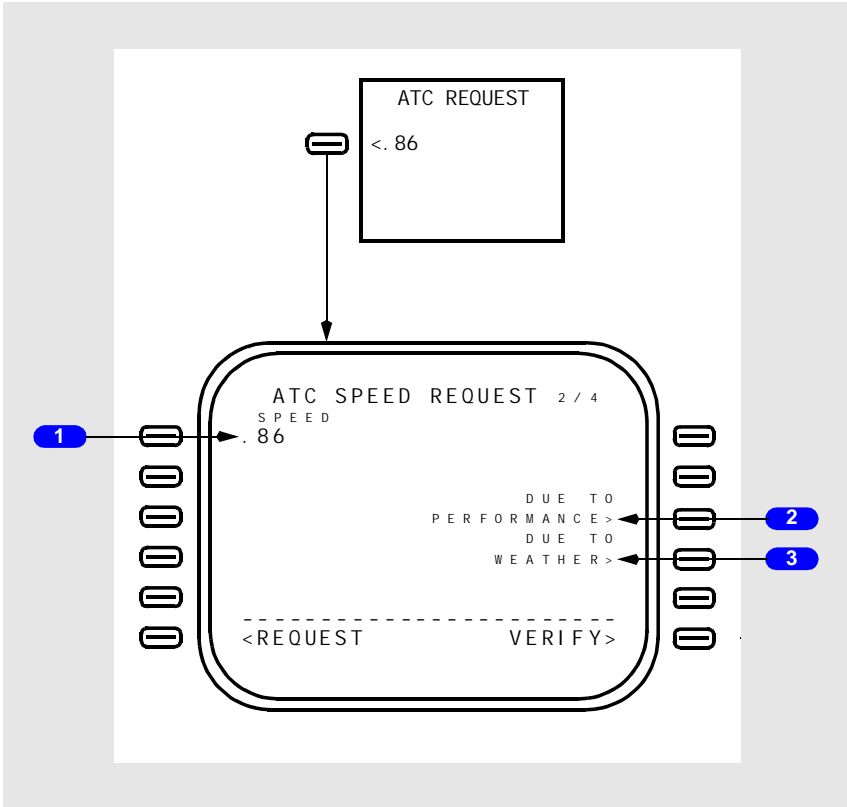 ATC REQUEST
<.86
ATC SPEED REQUEST 2/4
SPEED
1
.86
DUE TO
PERFORMANCE>
2
DUE TO
WEATHER>
3
------------------------
<REQUEST VERIFY>